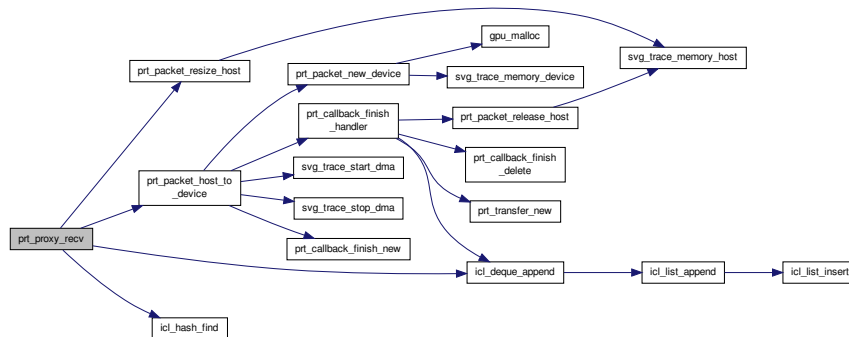 gpu_malloc
svg_trace_memory_host
prt_packet_resize_host
prt_packet_new_device
svg_trace_memory_device
prt_callback_finish
_handler
prt_packet_release_host
svg_trace_start_dma
prt_callback_finish
_delete
prt_packet_host_to
_device
svg_trace_stop_dma
prt_transfer_new
prt_proxy_recv
prt_callback_finish_new
icl_deque_append
icl_list_append
icl_list_insert
icl_hash_find